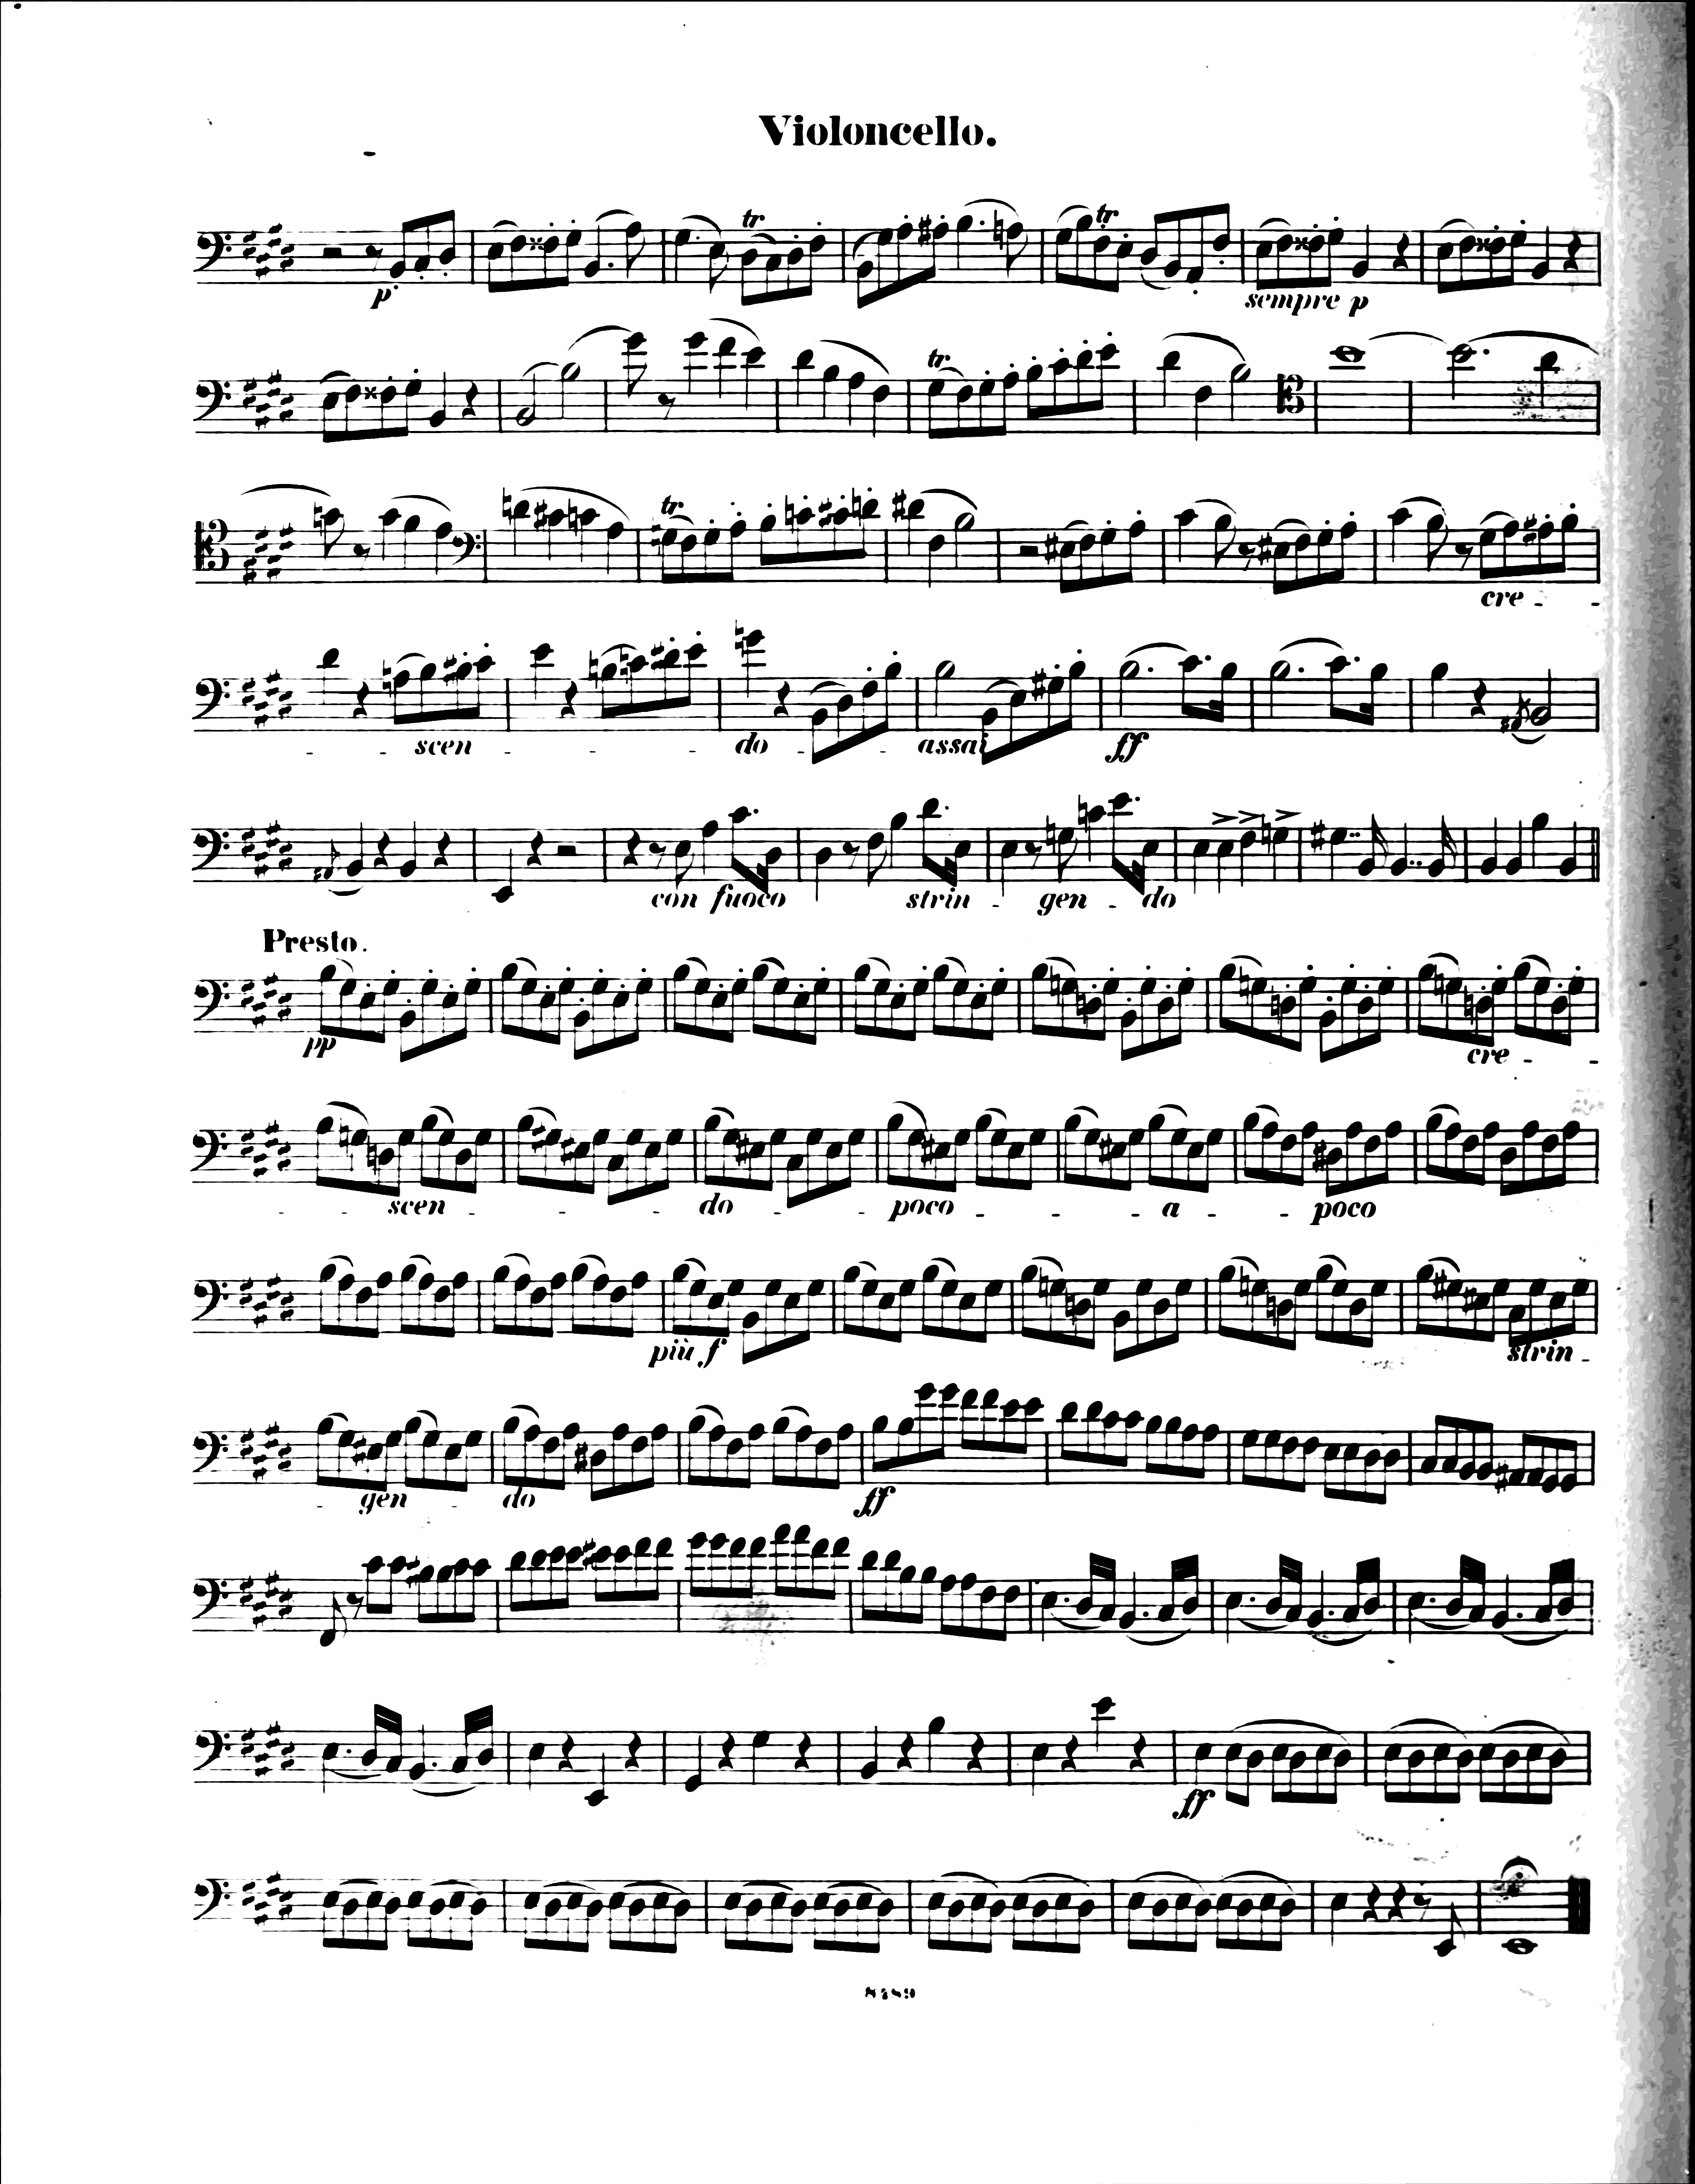 Violoncello.
p tr tr sempre p
tr
tr cre - -
- - scen - - - do - - assai ff
con fuoco strin - gen - do
Presto.
pp cre - -
- - scen - - - do - - poco - - - a - - poco
più f strin -
- gen - do ff
ff